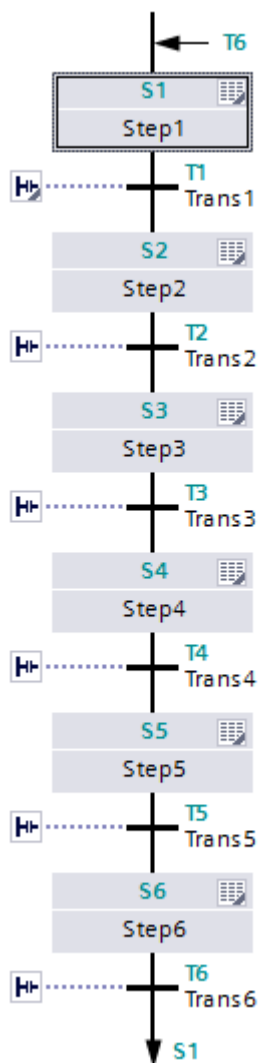 T6
S1
Step1
T1
Trans1
S2
Step2
T2
Trans2
S3
Step3
T3
Trans3
S4
Step4
T4
Trans4
S5
Step5
T5
Trans5
S6
Step6
T6
Trans6
S1